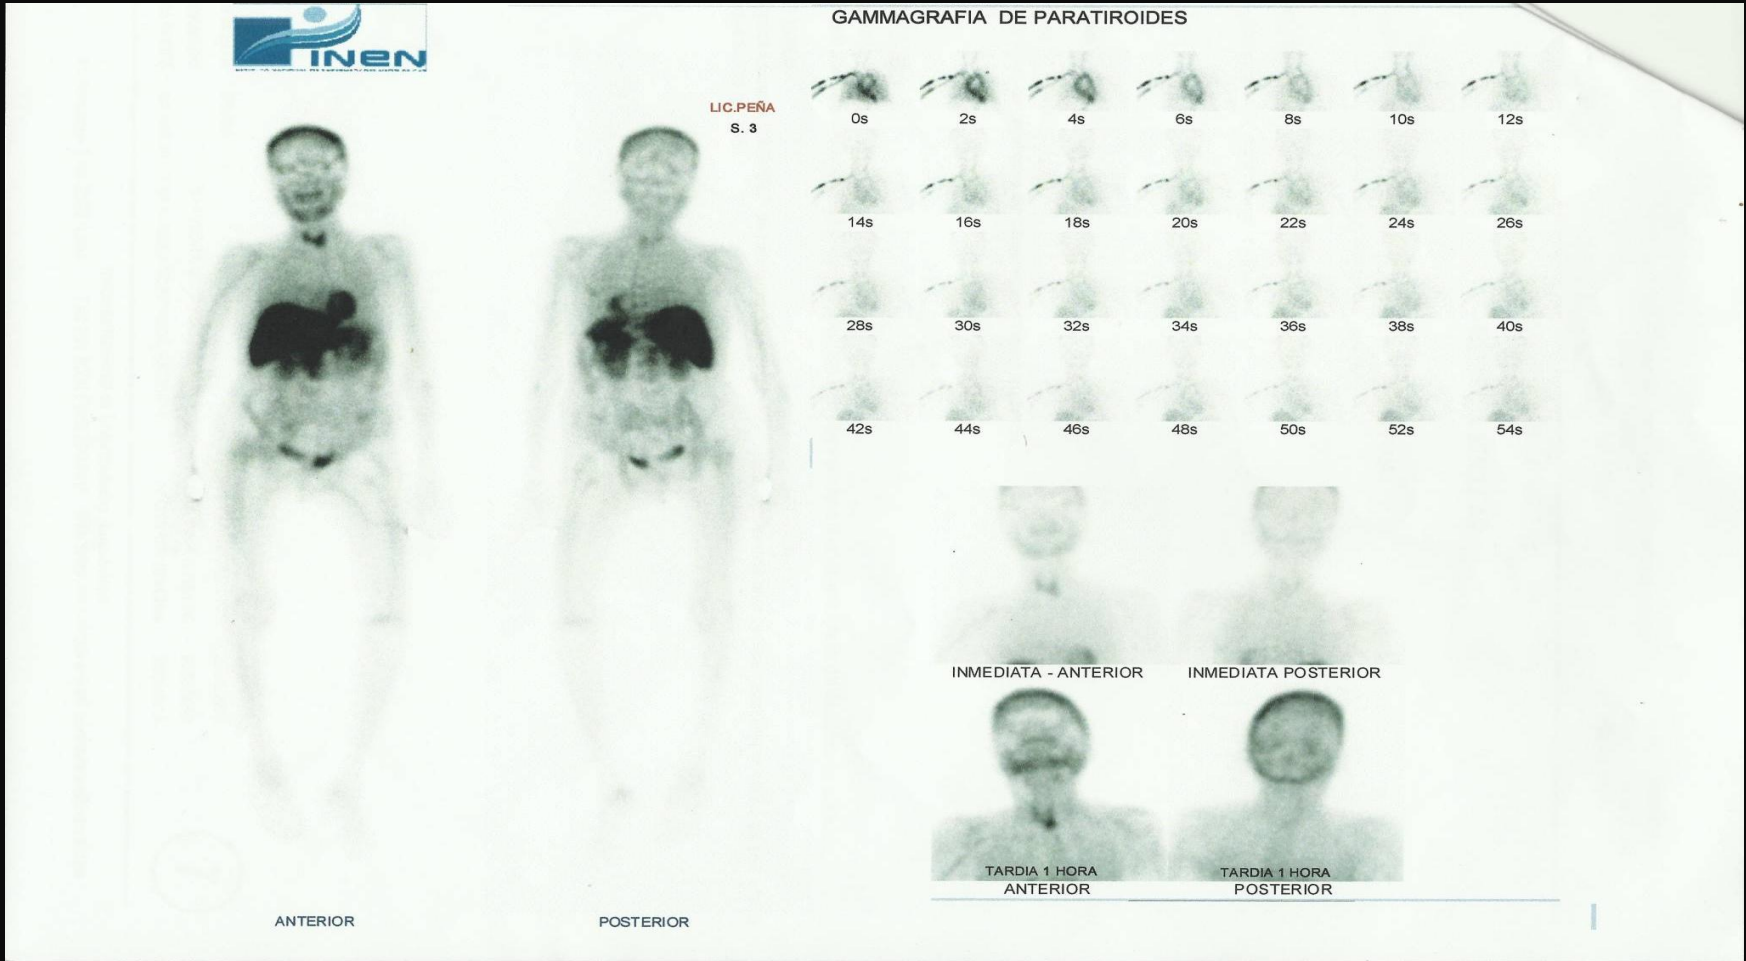 INEN
GAMMAGRAFIA DE PARATIROIDES
LIC.PEÑA
S. 3
0s 2s 4s 6s 8s 10s 12s
14s 16s 18s 20s 22s 24s 26s
28s 30s 32s 34s 36s 38s 40s
42s 44s 46s 48s 50s 52s 54s
INMEDIATA - ANTERIOR
INMEDIATA POSTERIOR
TARDIA 1 HORA
ANTERIOR
TARDIA 1 HORA
POSTERIOR
ANTERIOR
POSTERIOR